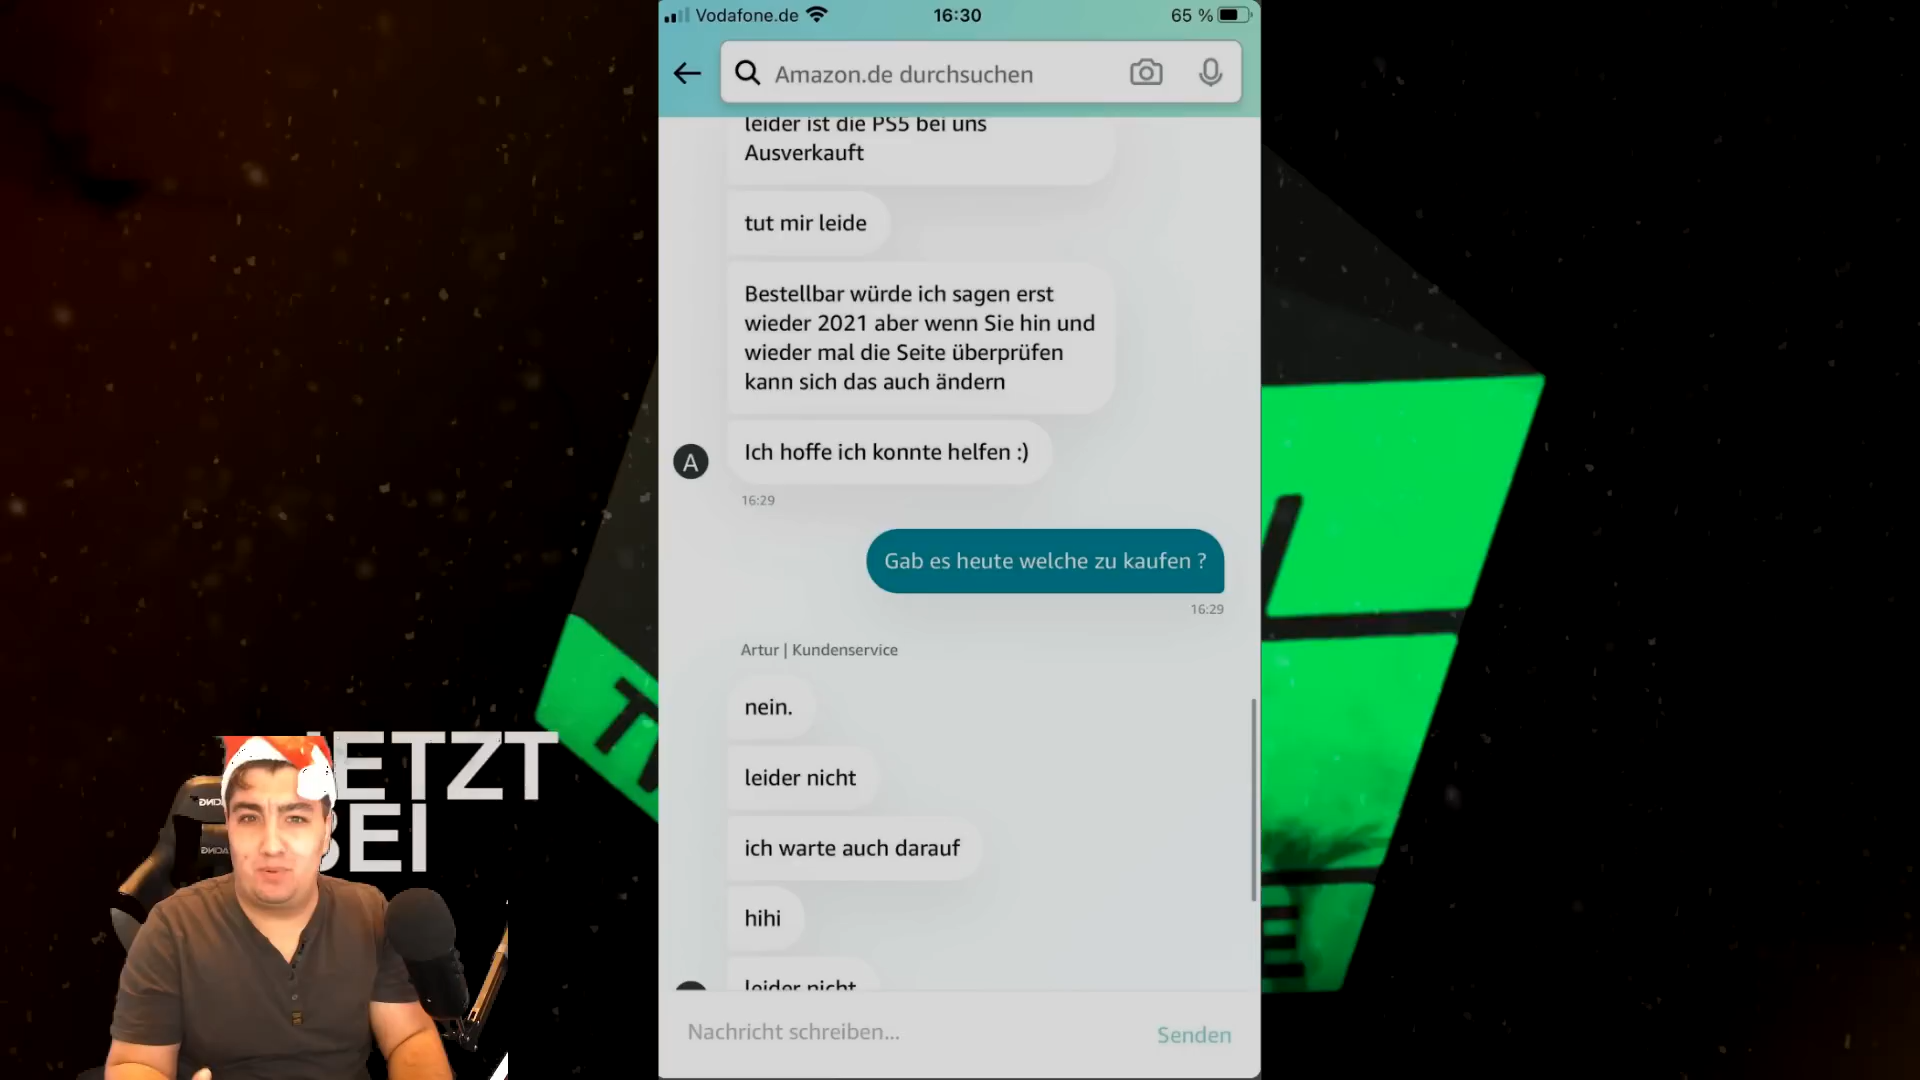 Vodafone.de
16:30
65 %
Amazon.de durchsuchen
leider ist die PS5 bei uns
Ausverkauft
tut mir leide
Bestellbar würde ich sagen erst
wieder 2021 aber wenn Sie hin und
wieder mal die Seite überprüfen
kann sich das auch ändern
Ich hoffe ich konnte helfen :)
A
16:29
Gab es heute welche zu kaufen ?
16:29
Artur | Kundenservice
nein.
leider nicht
ich warte auch darauf
hihi
leider nicht
Nachricht schreiben...
Senden
JETZT
BEI